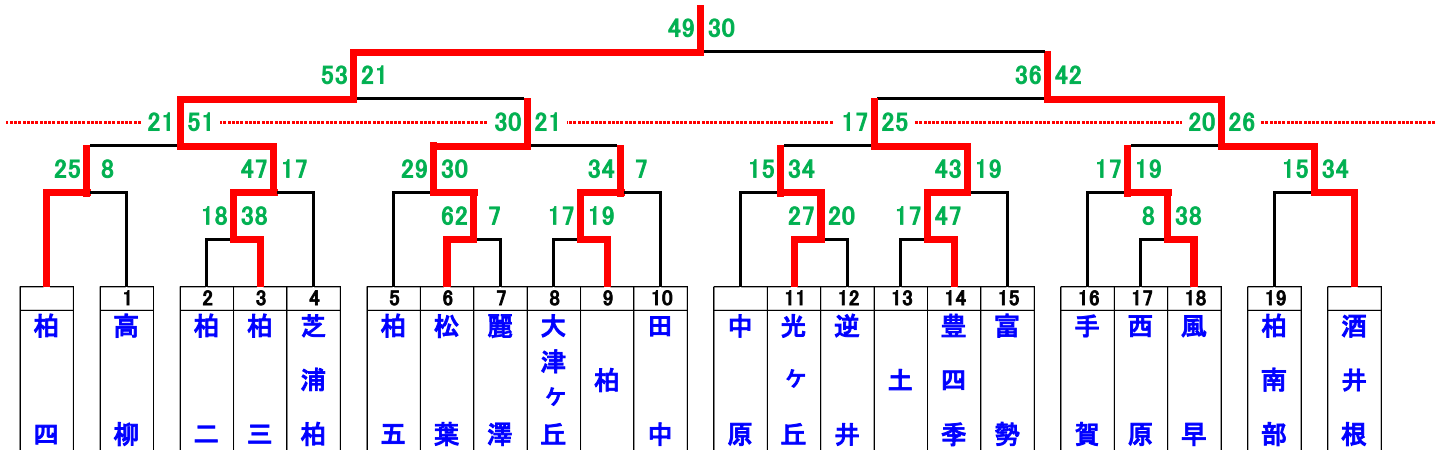 49 30
53 21 36 42
21 51 30 21 17 25 20 26
25 8 47 17 29 30 34 7 15 34 43 19 17 19 15 34
18 38 62 7 17 19 27 20 17 47 8 38
1 2 3 4 5 6 7 8 9 10 11 12 13 14 15 16 17 18 19
柏四
高柳
柏二
柏三
芝浦柏
柏五
松葉
麗澤
大津ヶ丘
柏
田中
中原
光ケ丘
逆井
土
豊四季
富勢
手賀
西原
風早
柏南部
酒井根